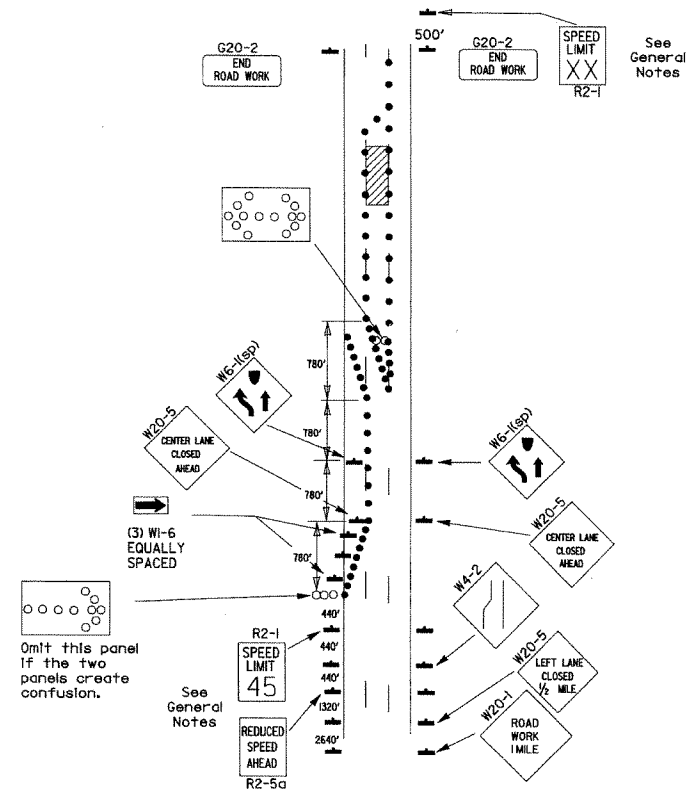 500'
G20-2
END
ROAD WORK
G20-2
END
ROAD WORK
SPEED
LIMIT
XX
R2-1
See
General
Notes
780'
W6-1(sp)
780'
W20-5
CENTER LANE
CLOSED
AHEAD
780'
W6-1(sp)
(3) W1-6
EQUALLY
SPACED
780'
W20-5
CENTER LANE
CLOSED
AHEAD
Omit this panel
if the two
panels create
confusion.
440'
R2-1
SPEED
LIMIT
45
440'
440'
W4-2
See
General
Notes
W20-5
LEFT LANE
CLOSED
1/2 MILE
1320'
REDUCED
SPEED
AHEAD
R2-5a
2640'
W20-1
ROAD
WORK
1 MILE